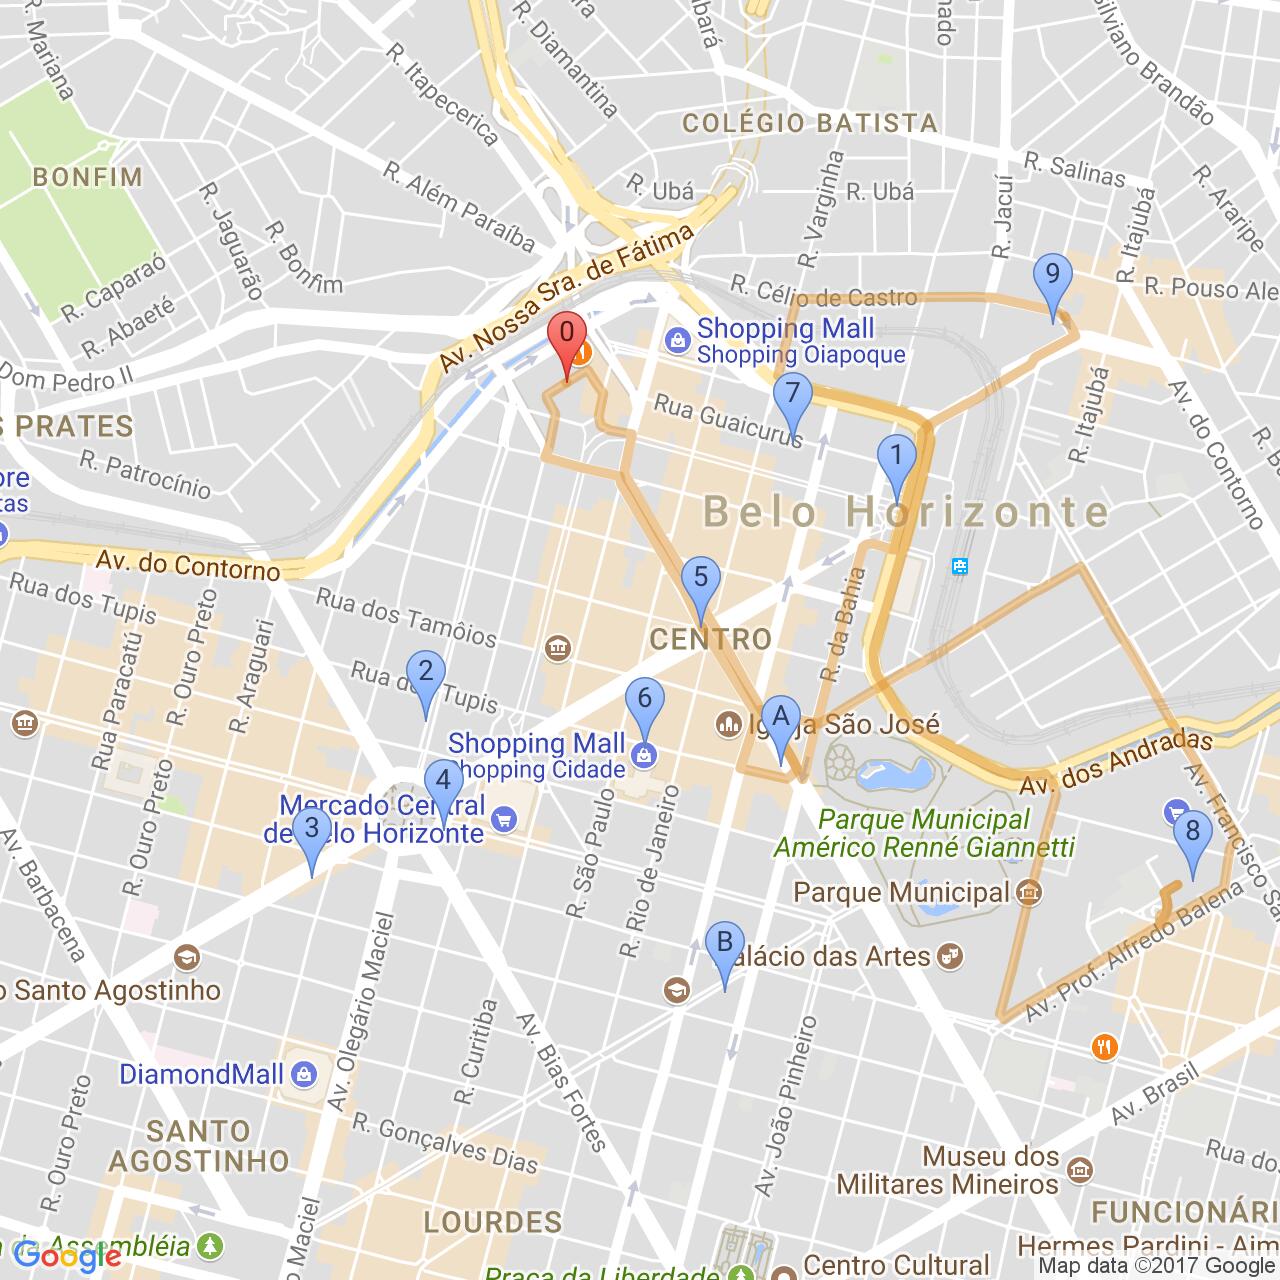 R. Mariana
R. Itapecerica
R. Diamantina
Silviano Brandão
COLÉGIO BATISTA
BONFIM
R. Além Paraíba
R. Ubá
R. Varginha
R. Ubá
R. Jacuí
R. Salinas
R. Itajubá
R. Araripe
R. Jaguarão
R. Bonfim
R. Caparaó
R. Abaeté
Av. Nossa Sra. de Fátima
R. Célio de Castro
R. Pouso Ale
9
0
Shopping Mall
Shopping Oiapoque
Dom Pedro II
7
Rua Guaicurus
R. Itajubá
Av. do Contorno
S PRATES
R. Patrocínio
1
Belo Horizonte
Av. do Contorno
Rua dos Tupis
R. Ouro Preto
R. Araguari
Rua Paracatú
Rua dos Tamôios
5
CENTRO
R. da Bahia
2
Tupis
6
A
Igreja São José
Shopping Mall
Shopping Cidade
Av. dos Andradas
Av. Francisco Sa
4
Mercado Central
de Belo Horizonte
3
R. Ouro Preto
R. São Paulo
R. Rio de Janeiro
Parque Municipal
Américo Renné Giannetti
8
Parque Municipal
Av. Prof. Alfredo Balena
Av. Barbacena
B
Palácio das Artes
o Santo Agostinho
Av. Olegário Maciel
R. Curitiba
Av. Bias Fortes
Av. João Pinheiro
Av. Brasil
DiamondMall
R. Ouro Preto
SANTO
AGOSTINHO
R. Gonçalves Dias
Museu dos
Militares Mineiros
LOURDES
FUNCIONÁRI
Maciel
da Assembléia
Google
Praça da Liberdade
Centro Cultural
Hermes Pardini - Aim
Map data ©2017 Google